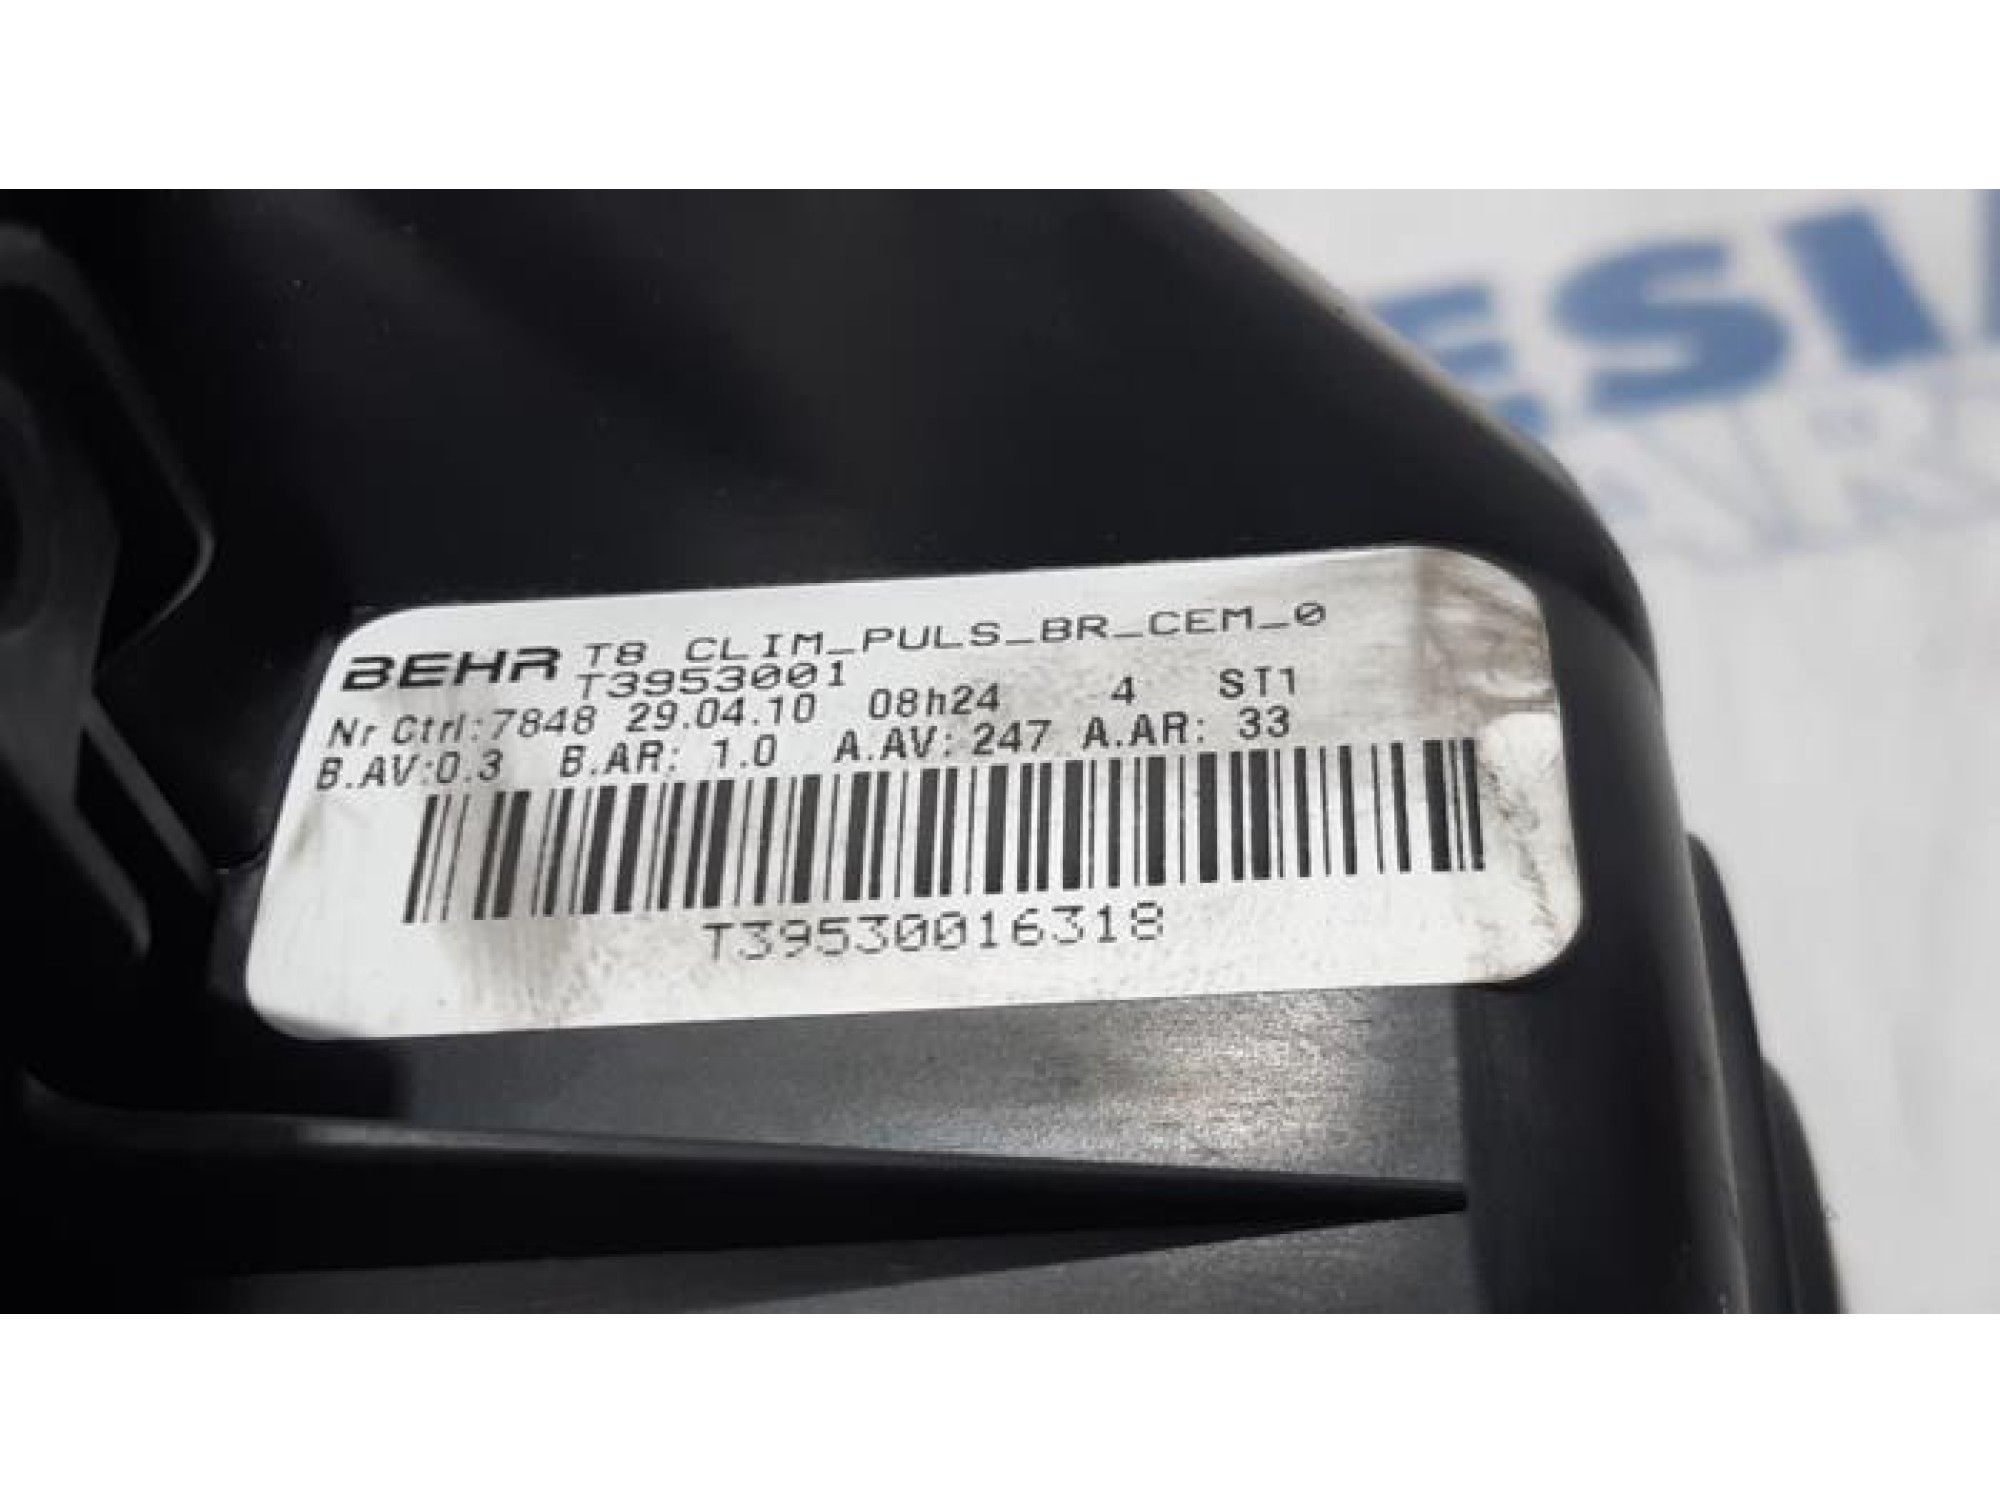 BEHR T8 CLIM_PULS_BR_CEM_0
T3953001
Nr Ctrl:7848 29.04.10 08h24 4 ST1
B.AV:0.3 B.AR: 1.0 A.AV: 247 A.AR: 33
T39530016318